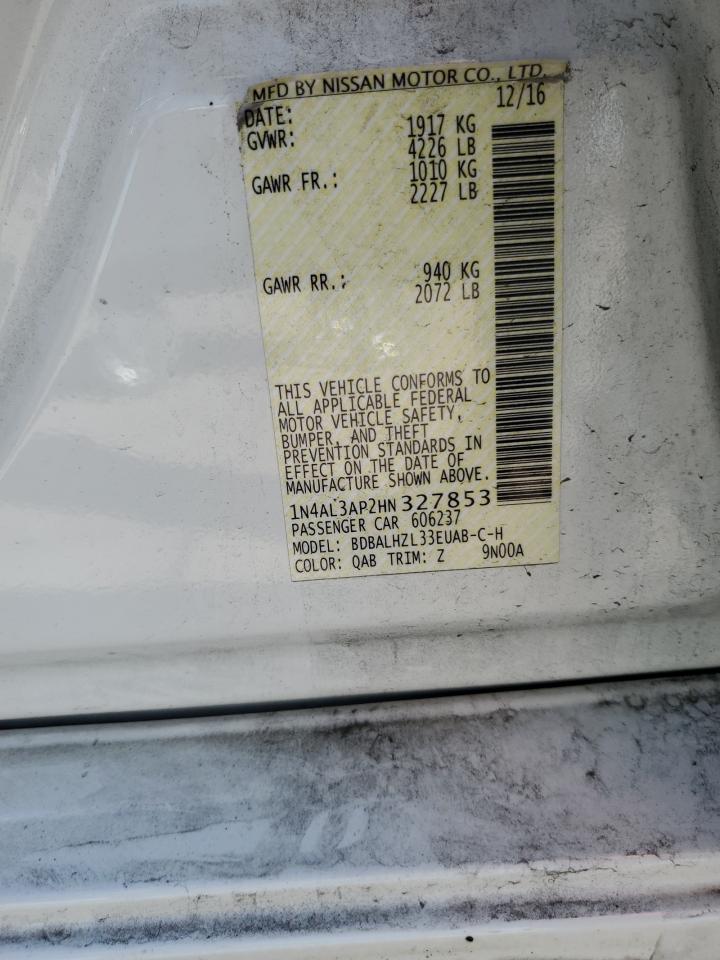 MFD BY NISSAN MOTOR CO., LTD.
DATE: 12/16
GVWR: 1917 KG
4226 LB
GAWR FR.: 1010 KG
2227 LB
GAWR RR.: 940 KG
2072 LB
THIS VEHICLE CONFORMS TO
ALL APPLICABLE FEDERAL
MOTOR VEHICLE SAFETY,
BUMPER, AND THEFT
PREVENTION STANDARDS IN
EFFECT ON THE DATE OF
MANUFACTURE SHOWN ABOVE.
1N4AL3AP2HN327853
PASSENGER CAR 606237
MODEL: BDBALHZL33EUAB-C-H
COLOR: QAB TRIM: Z 9N00A